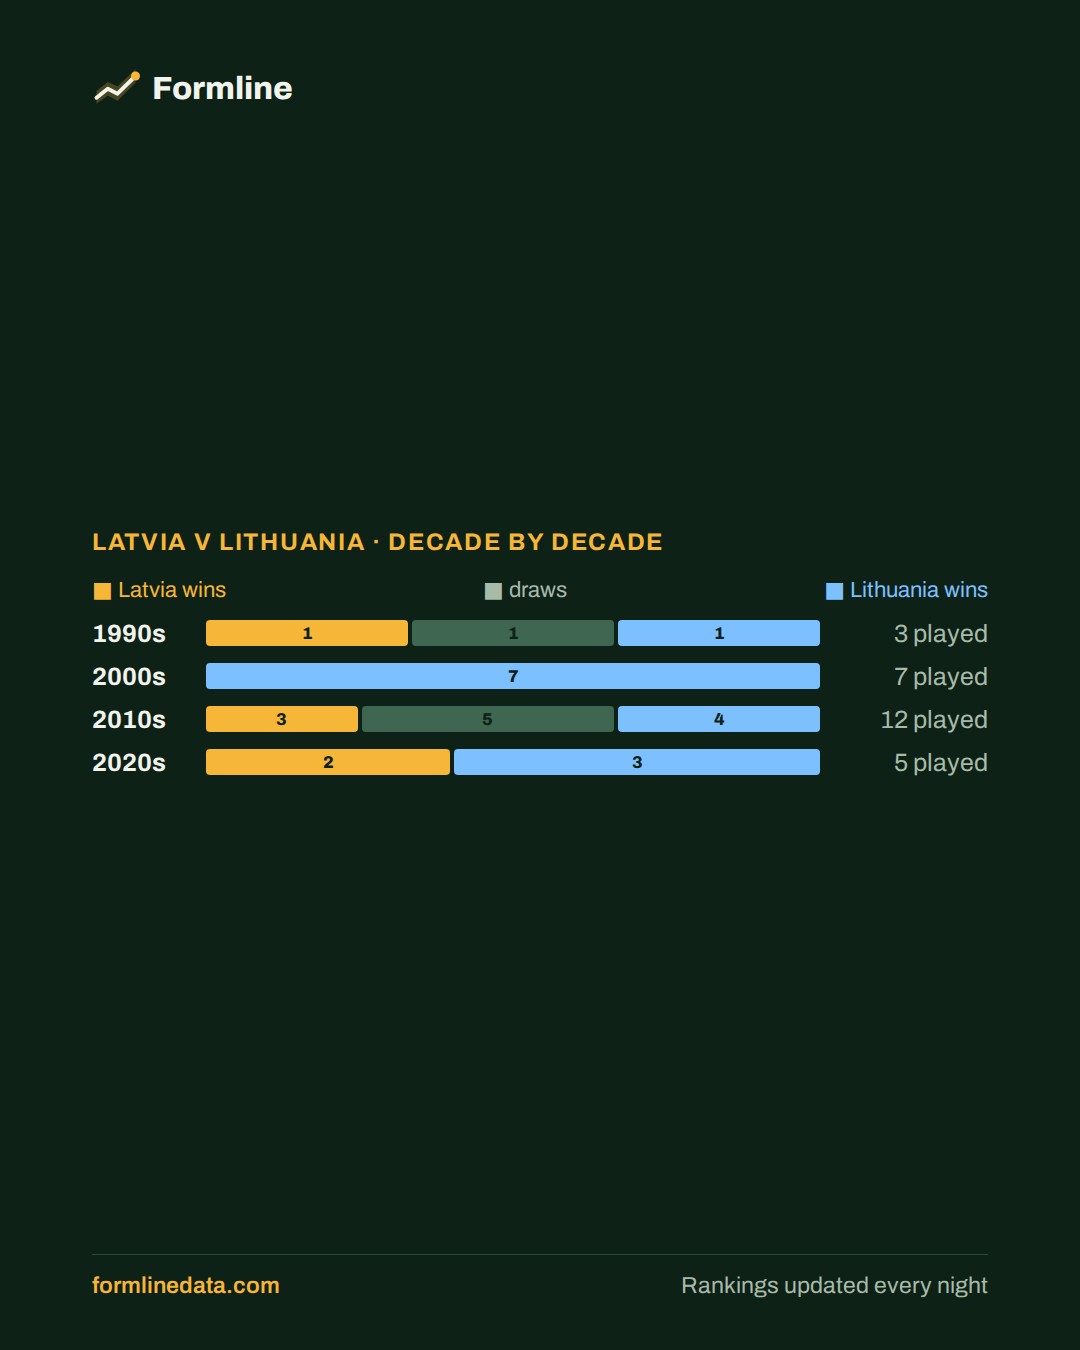 Formline
LATVIA V LITHUANIA · DECADE BY DECADE
Latvia wins draws Lithuania wins
1990s 1 1 1 3 played
2000s 7 7 played
2010s 3 5 4 12 played
2020s 2 3 5 played
formlinedata.com Rankings updated every night